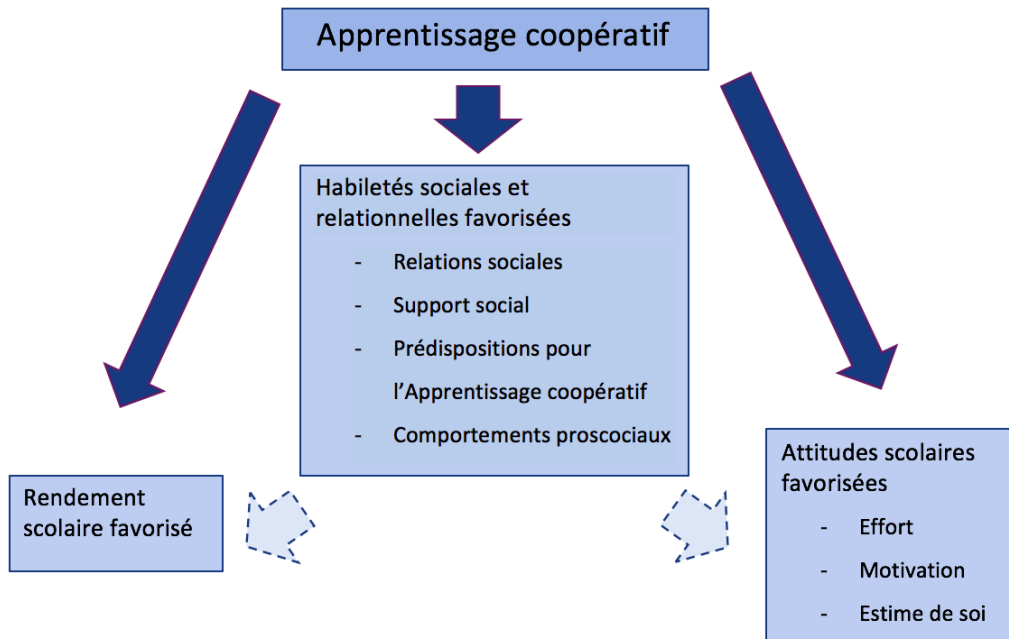 Apprentissage coopératif
Habiletés sociales et
relationnelles favorisées
- Relations sociales
- Support social
- Prédispositions pour
l'Apprentissage coopératif
- Comportements proscociaux
Rendement
scolaire favorisé
Attitudes scolaires
favorisées
- Effort
- Motivation
- Estime de soi